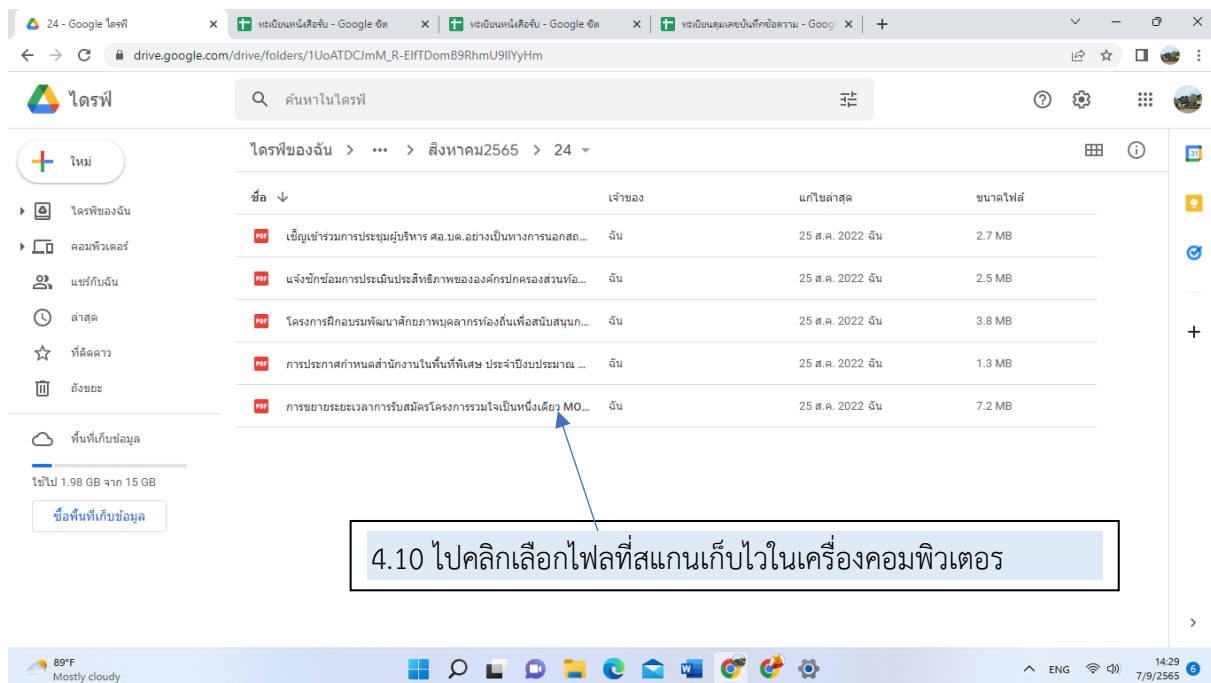 24 - Google ไดรฟ์
ทะเบียนหนังสือรับ - Google ชีต
ทะเบียนหนังสือรับ - Google ชีต
ทะเบียนคุมเลขบันทึกข้อความ - Goog
drive.google.com/drive/folders/1UoATDCJmM_R-EIfTDomB9RhmU9lIYyHm
ไดรฟ์
ค้นหาในไดรฟ์
ใหม่
ไดรฟ์ของฉัน > ••• > สิงหาคม2565 > 24
ชื่อ เจ้าของ แก้ไขล่าสุด ขนาดไฟล์
ไดรฟ์ของฉัน
คอมพิวเตอร์
แชร์กับฉัน
ล่าสุด
ที่ติดดาว
ถังขยะ
พื้นที่เก็บข้อมูล
ใช้ไป 1.98 GB จาก 15 GB
ซื้อพื้นที่เก็บข้อมูล
PDF เชิญเข้าร่วมการประชุมผู้บริหาร ศอ.บต.อย่างเป็นทางการนอกสถ... ฉัน 25 ส.ค. 2022 ฉัน 2.7 MB
PDF แจ้งซักซ้อมการประเมินประสิทธิภาพขององค์กรปกครองส่วนท้อ... ฉัน 25 ส.ค. 2022 ฉัน 2.5 MB
PDF โครงการฝึกอบรมพัฒนาศักยภาพบุคลากรท้องถิ่นเพื่อสนับสนุนก... ฉัน 25 ส.ค. 2022 ฉัน 3.8 MB
PDF การประกาศกำหนดสำนักงานในพื้นที่พิเศษ ประจำปีงบประมาณ ... ฉัน 25 ส.ค. 2022 ฉัน 1.3 MB
PDF การขยายระยะเวลาการรับสมัครโครงการรวมใจเป็นหนึ่งเดียว MO... ฉัน 25 ส.ค. 2022 ฉัน 7.2 MB
4.10 ไปคลิกเลือกไฟลที่สแกนเก็บไวในเครื่องคอมพิวเตอร
31
89°F
Mostly cloudy
ENG
14:29
7/9/2565
6